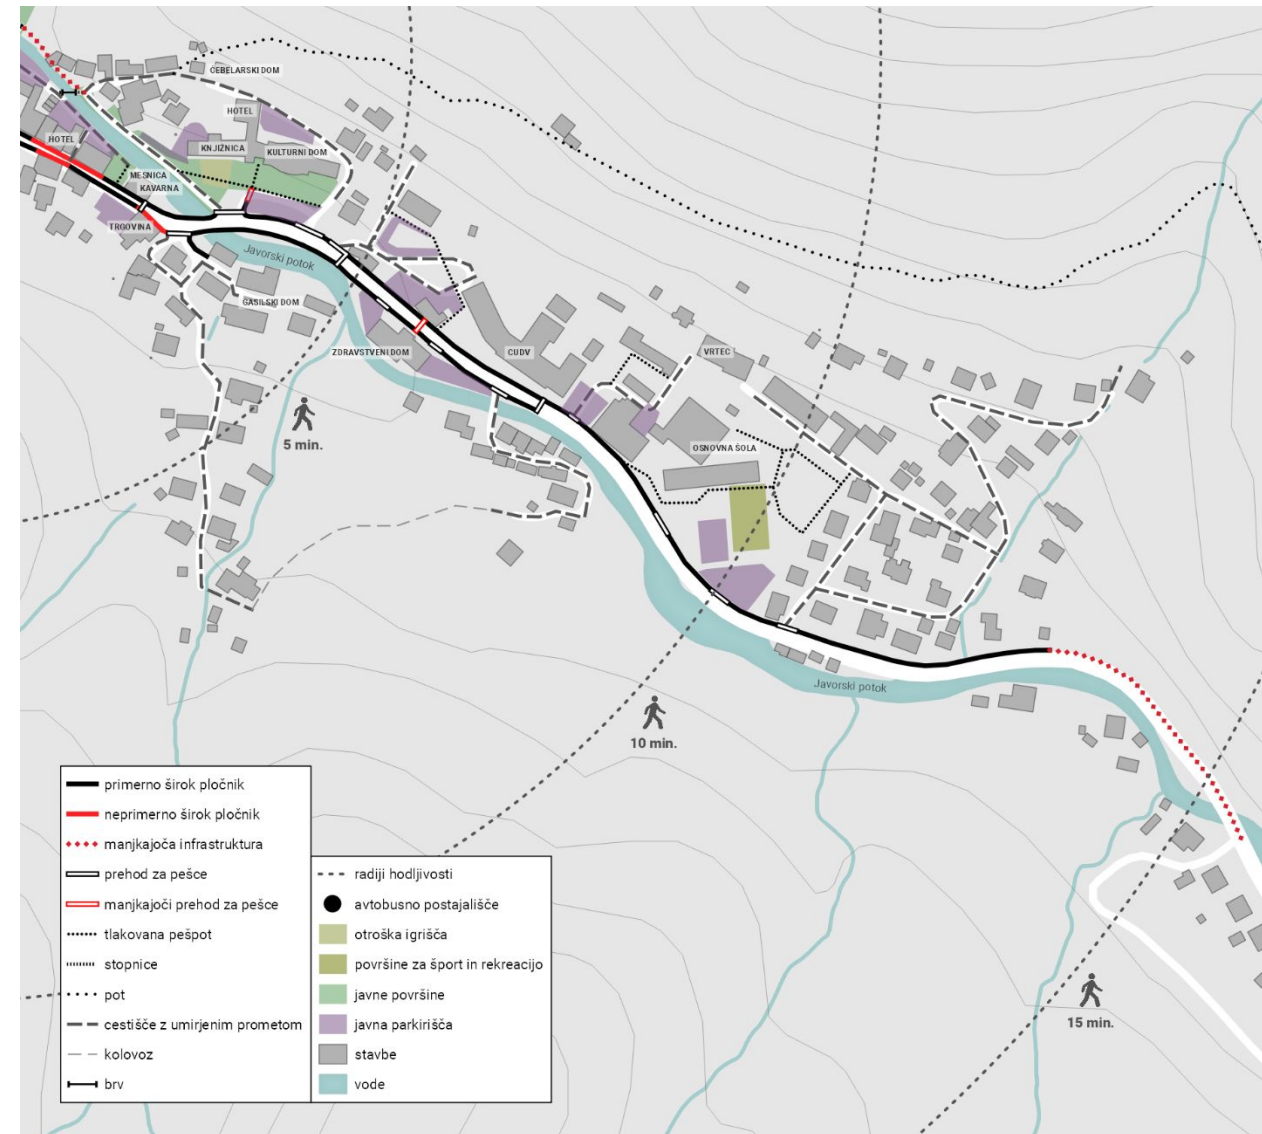 ČEBELARSKI DOM
HOTEL
HOTEL
KNJIŽNICA
KULTURNI DOM
MESNICA
KAVARNA
TRGOVINA
Javorski potok
GASILSKI DOM
ZDRAVSTVENI DOM
CUDV
VRTEC
5 min.
OSNOVNA ŠOLA
Javorski potok
10 min.
15 min.
primerno širok pločnik
neprimerno širok pločnik
manjkajoča infrastruktura
prehod za pešce
manjkajoči prehod za pešce
tlakovana pešpot
stopnice
pot
cestišče z umirjenim prometom
kolovoz
brv
radiji hodljivosti
avtobusno postajališče
otroška igrišča
površine za šport in rekreacijo
javne površine
javna parkirišča
stavbe
vode